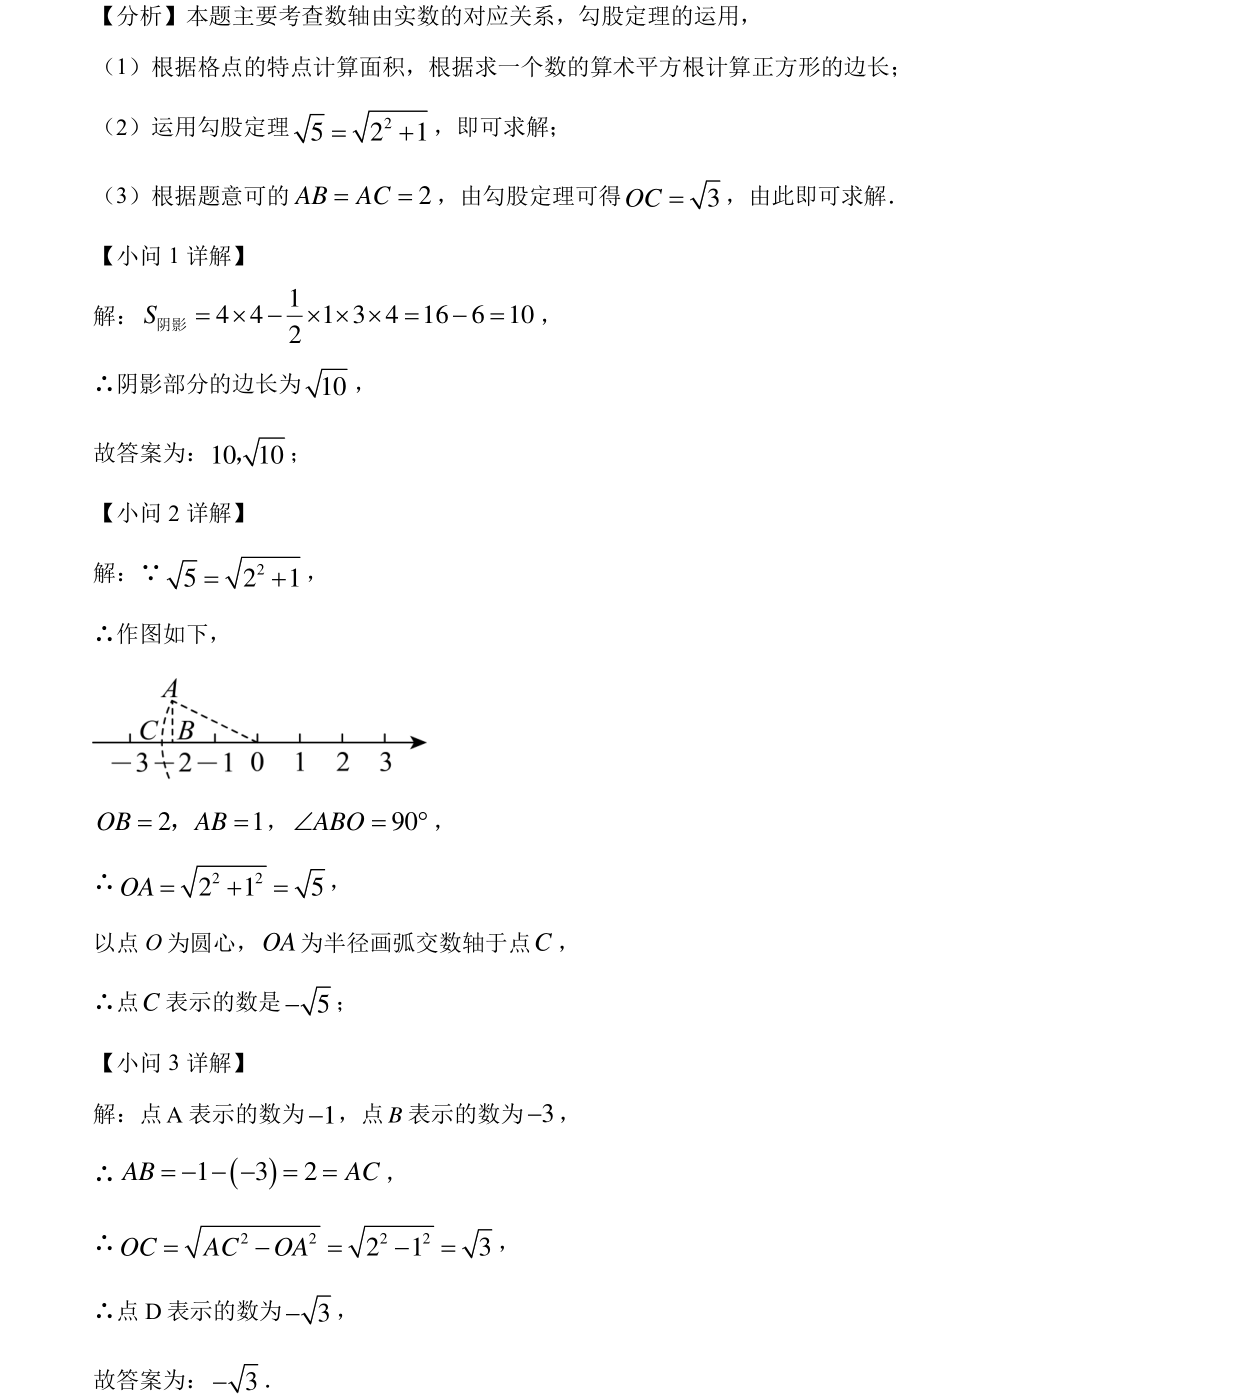 【分析】本题主要考查数轴由实数的对应关系，勾股定理的运用，
（1）根据格点的特点计算面积，根据求一个数的算术平方根计算正方形的边长；
（2）运用勾股定理√5 = √(2² +1)，即可求解；
（3）根据题意可的 AB = AC = 2，由勾股定理可得 OC = √3，由此即可求解．
【小问 1 详解】
解：S阴影 = 4×4 − 1/2 ×1×3×4 = 16 − 6 = 10，
∴阴影部分的边长为√10，
故答案为：10,√10；
【小问 2 详解】
解：∵√5 = √(2² +1)，
∴作图如下，
A
C B
−3 −2 −1 0 1 2 3
OB = 2，AB = 1，∠ABO = 90°，
∴OA = √(2² +1²) = √5，
以点 O 为圆心，OA 为半径画弧交数轴于点 C，
∴点 C 表示的数是 −√5；
【小问 3 详解】
解：点 A 表示的数为 −1，点 B 表示的数为 −3，
∴AB = −1−(−3) = 2 = AC，
∴OC = √(AC² − OA²) = √(2² −1²) = √3，
∴点 D 表示的数为 −√3，
故答案为：−√3．